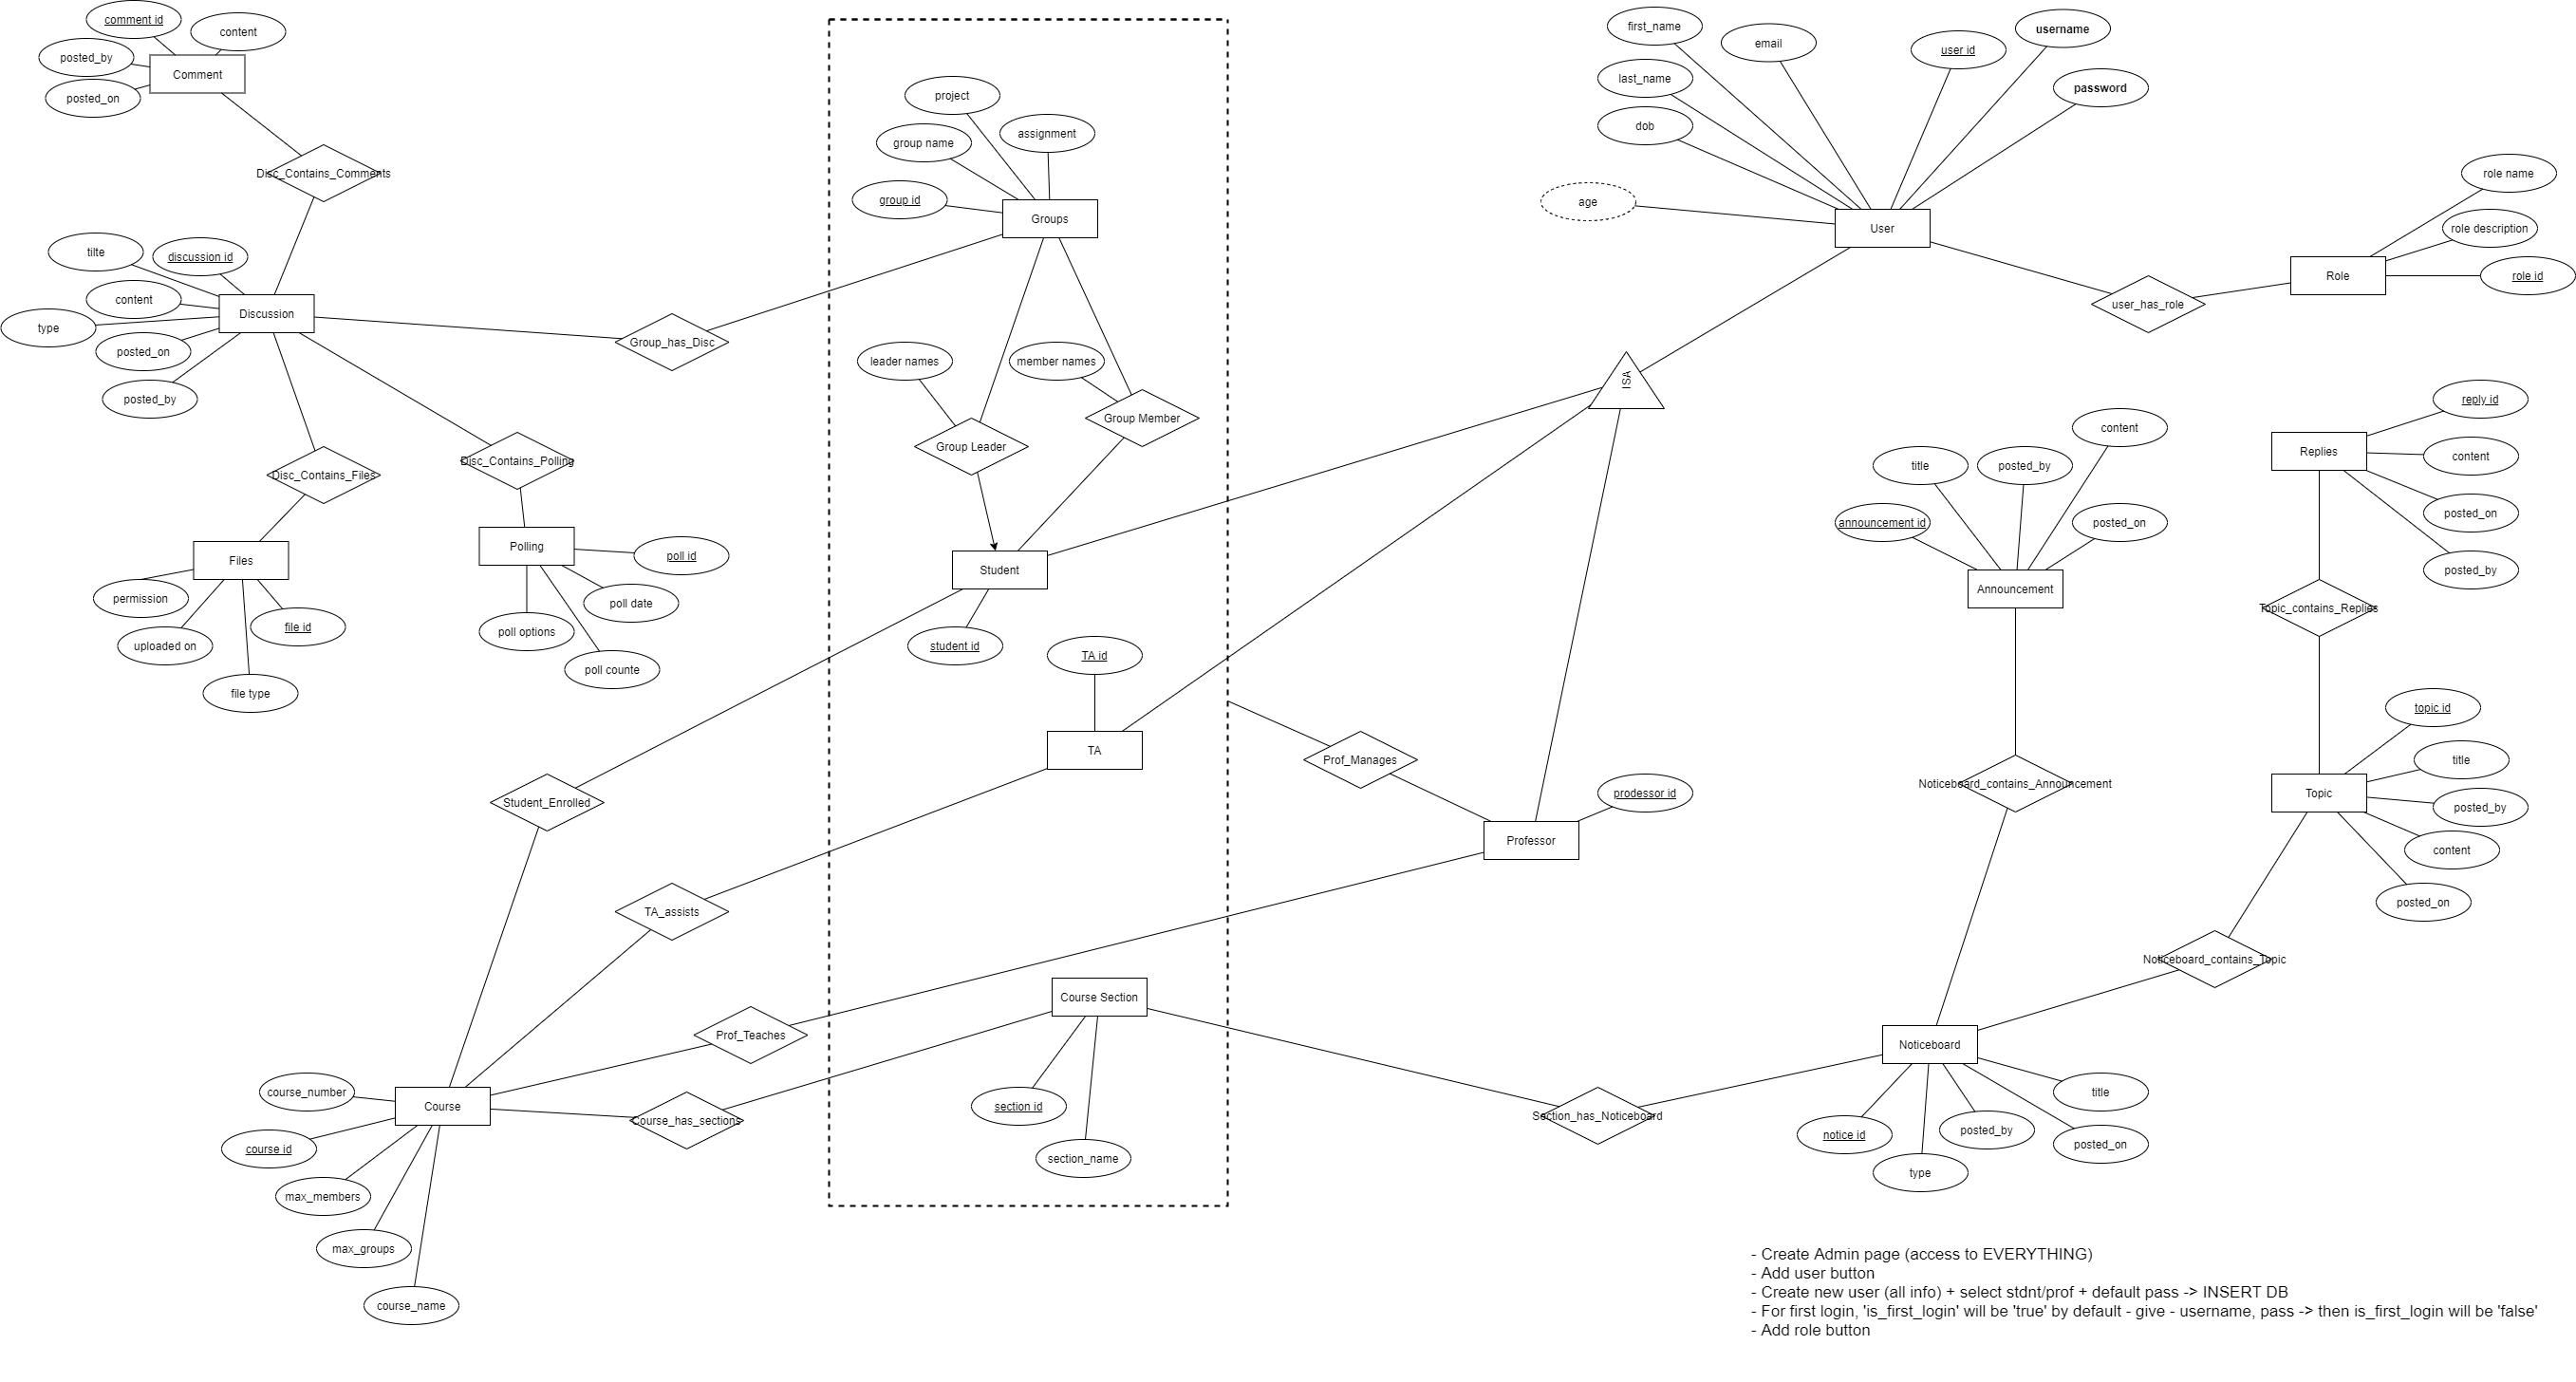 comment id
content
posted_by
Comment
posted_on
Disc_Contains_Comments
tilte
discussion id
content
Discussion
type
posted_on
posted_by
Group_has_Disc
Disc_Contains_Files
Disc_Contains_Polling
Files
permission
uploaded on
file id
file type
Polling
poll id
poll date
poll options
poll counte
project
group name
assignment
group id
Groups
leader names
member names
Group Leader
Group Member
Student
student id
TA id
TA
Student_Enrolled
TA_assists
Prof_Teaches
Course_has_sections
Course Section
section id
section_name
course_number
Course
course id
max_members
max_groups
course_name
first_name
email
user id
username
last_name
password
dob
age
User
role name
role description
Role
role id
user_has_role
ISA
Prof_Manages
prodessor id
Professor
content
title
posted_by
announcement id
posted_on
Announcement
Noticeboard_contains_Announcement
reply id
Replies
content
posted_on
posted_by
Topic_contains_Replies
topic id
title
Topic
posted_by
content
posted_on
Noticeboard_contains_Topic
Noticeboard
Section_has_Noticeboard
title
notice id
posted_by
posted_on
type
- Create Admin page (access to EVERYTHING)
- Add user button
- Create new user (all info) + select stdnt/prof + default pass -> INSERT DB
- For first login, 'is_first_login' will be 'true' by default - give - username, pass -> then is_first_login will be 'false'
- Add role button